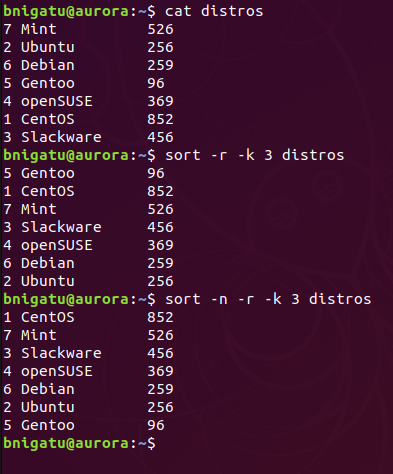 bnigatu@aurora:~$ cat distros
7 Mint          526
2 Ubuntu        256
6 Debian        259
5 Gentoo        96
4 openSUSE      369
1 CentOS        852
3 Slackware     456
bnigatu@aurora:~$ sort -r -k 3 distros
5 Gentoo        96
1 CentOS        852
7 Mint          526
3 Slackware     456
4 openSUSE      369
6 Debian        259
2 Ubuntu        256
bnigatu@aurora:~$ sort -n -r -k 3 distros
1 CentOS        852
7 Mint          526
3 Slackware     456
4 openSUSE      369
6 Debian        259
2 Ubuntu        256
5 Gentoo        96
bnigatu@aurora:~$